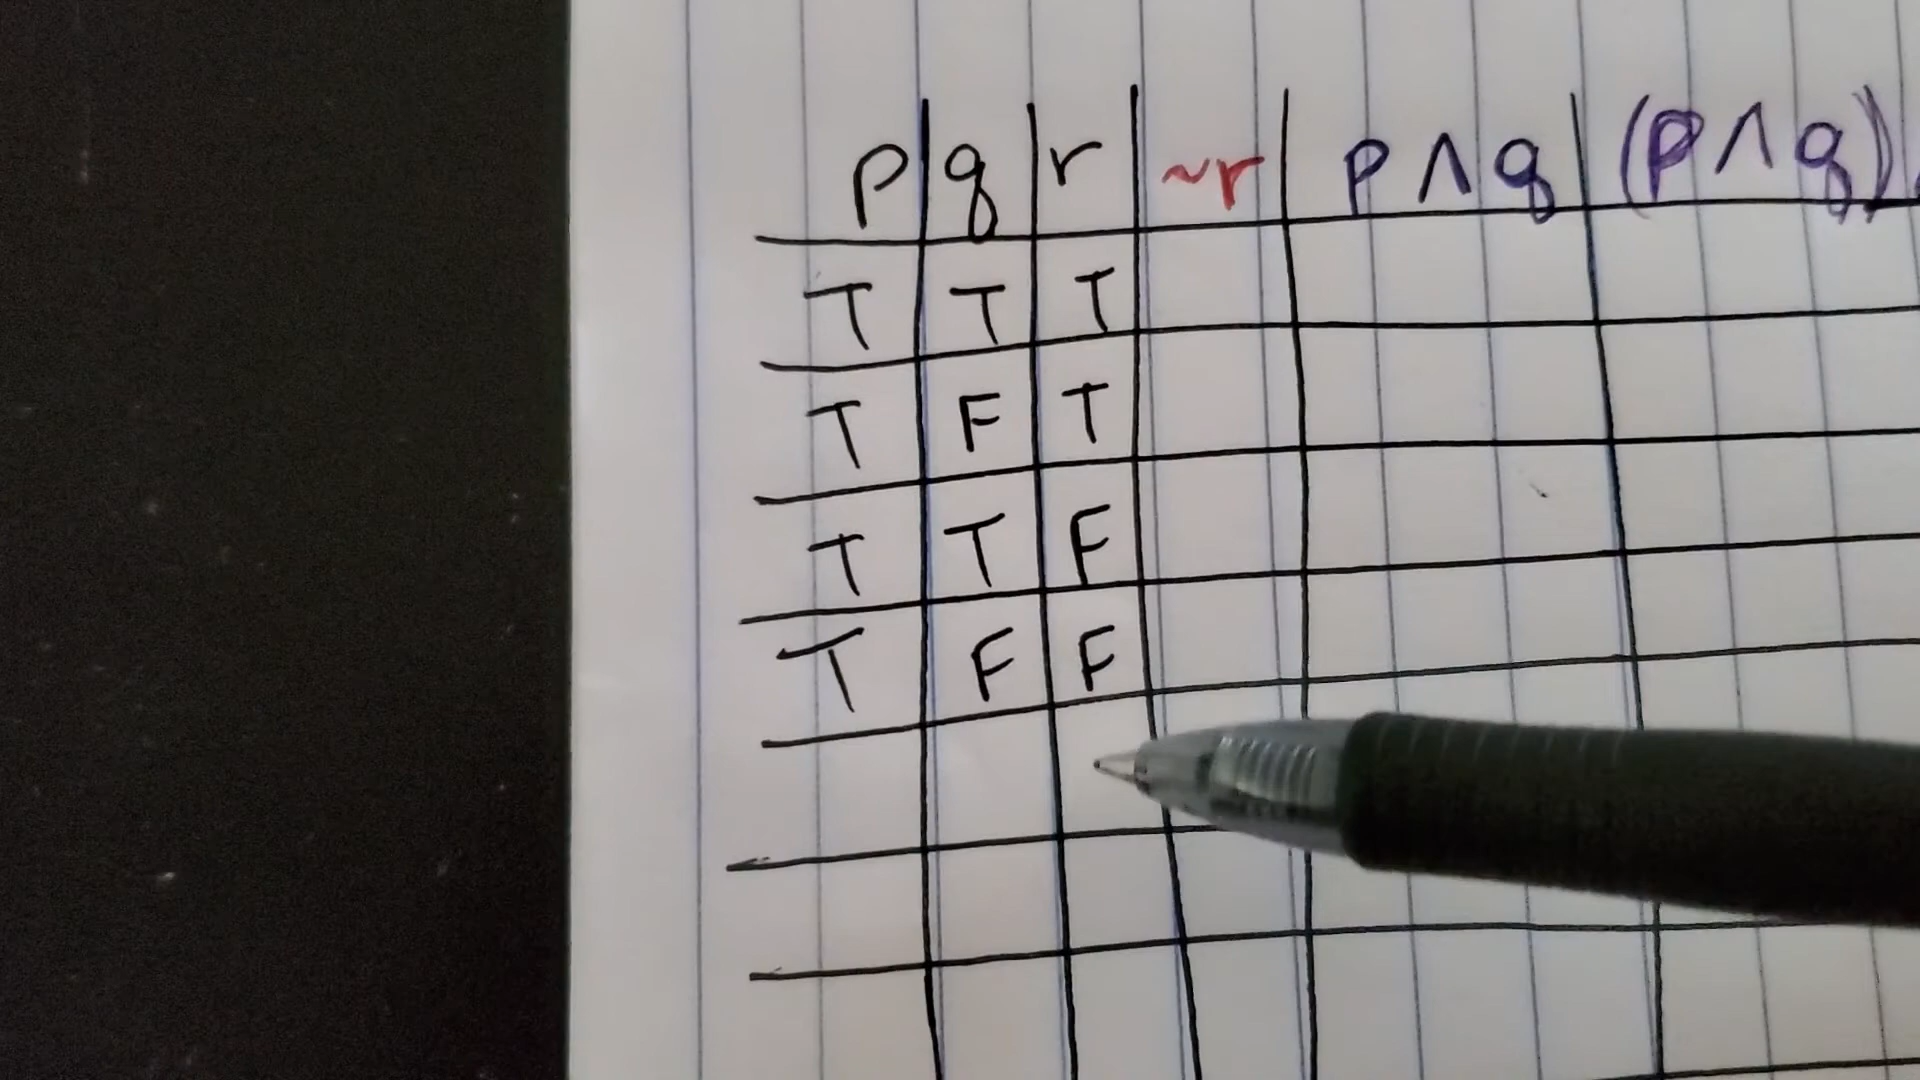 p q r ~r p ∧ q (p ∧ q)
T T T
T F T
T T F
T F F